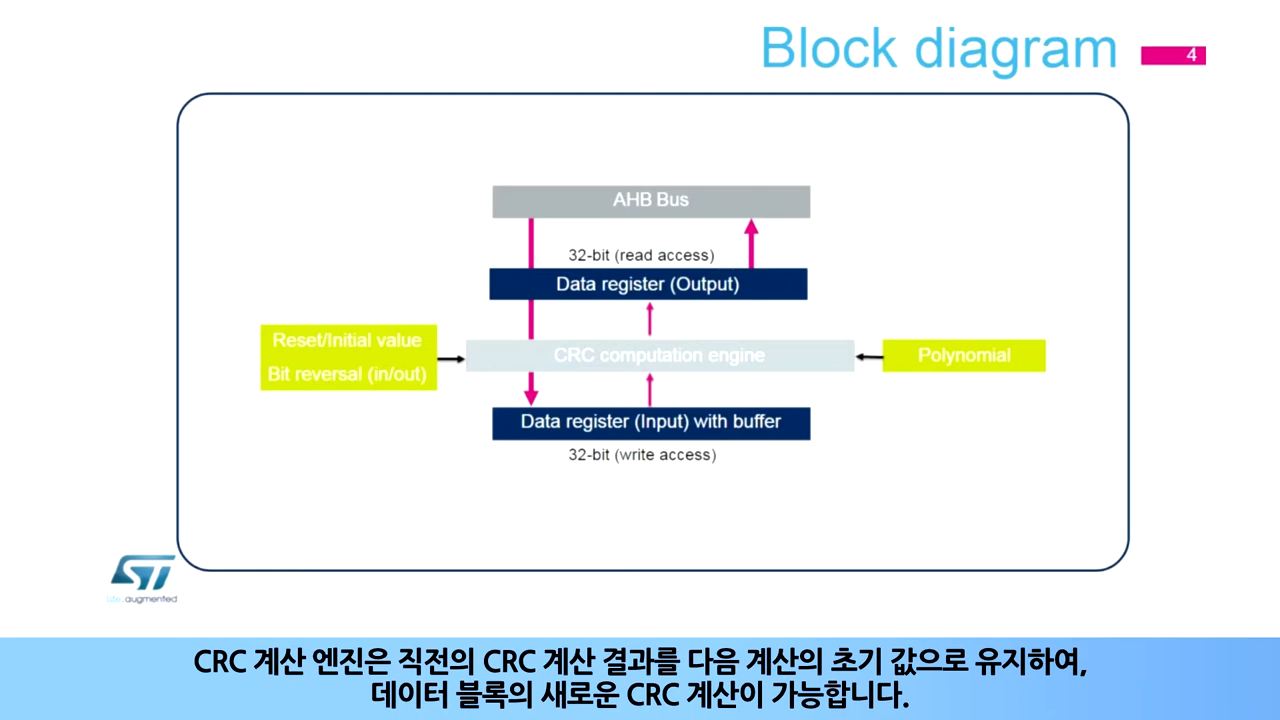 Block diagram
4
AHB Bus
32-bit (read access)
Data register (Output)
Reset/Initial value
Bit reversal (in/out)
CRC computation engine
Polynomial
Data register (Input) with buffer
32-bit (write access)
ST
life.augmented
CRC 계산 엔진은 직전의 CRC 계산 결과를 다음 계산의 초기 값으로 유지하여,
데이터 블록의 새로운 CRC 계산이 가능합니다.